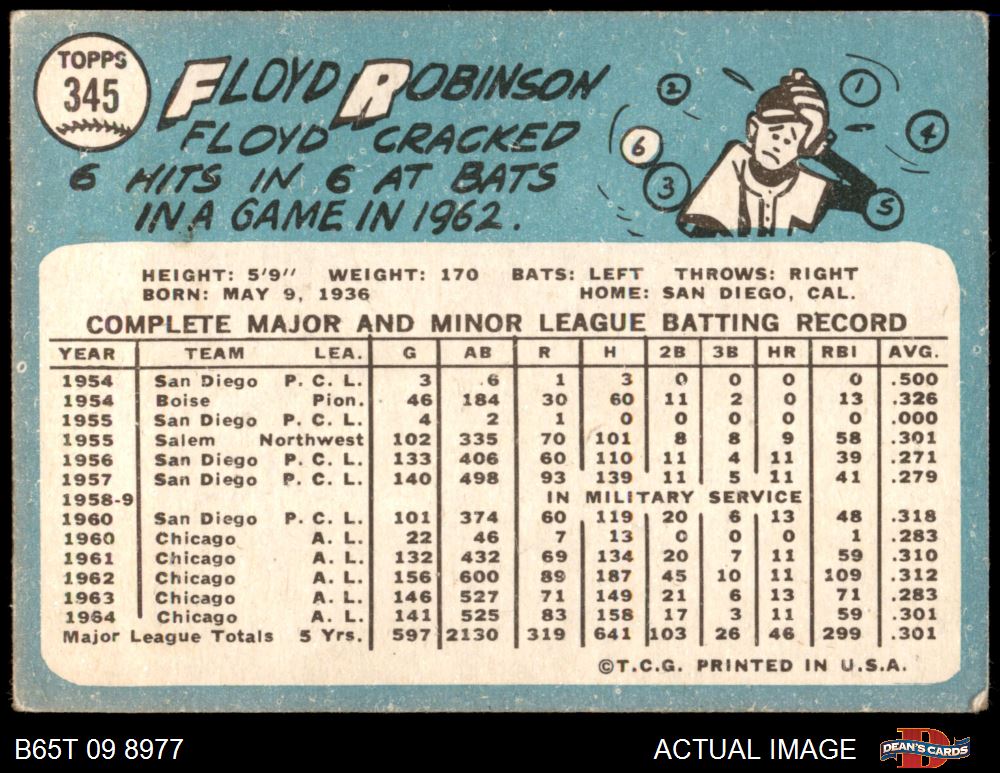 TOPPS
345
FLOYD ROBINSON
FLOYD CRACKED
6 HITS IN 6 AT BATS
IN A GAME IN 1962.
2 1
6 4
3 5
HEIGHT: 5'9" WEIGHT: 170 BATS: LEFT THROWS: RIGHT
BORN: MAY 9, 1936 HOME: SAN DIEGO, CAL.
COMPLETE MAJOR AND MINOR LEAGUE BATTING RECORD
YEAR TEAM LEA. G AB R H 2B 3B HR RBI AVG.
1954 San Diego P. C. L. 3 6 1 3 0 0 0 0 .500
1954 Boise Pion. 46 184 30 60 11 2 0 13 .326
1955 San Diego P. C. L. 4 2 1 0 0 0 0 0 .000
1955 Salem Northwest 102 335 70 101 8 8 9 58 .301
1956 San Diego P. C. L. 133 406 60 110 11 4 11 39 .271
1957 San Diego P. C. L. 140 498 93 139 11 5 11 41 .279
1958-9 IN MILITARY SERVICE
1960 San Diego P. C. L. 101 374 60 119 20 6 13 48 .318
1960 Chicago A. L. 22 46 7 13 0 0 0 1 .283
1961 Chicago A. L. 132 432 69 134 20 7 11 59 .310
1962 Chicago A. L. 156 600 89 187 45 10 11 109 .312
1963 Chicago A. L. 146 527 71 149 21 6 13 71 .283
1964 Chicago A. L. 141 525 83 158 17 3 11 59 .301
Major League Totals 5 Yrs. 597 2130 319 641 103 26 46 299 .301
©T.C.G. PRINTED IN U.S.A.
B65T 09 8977 ACTUAL IMAGE DEAN'S CARDS